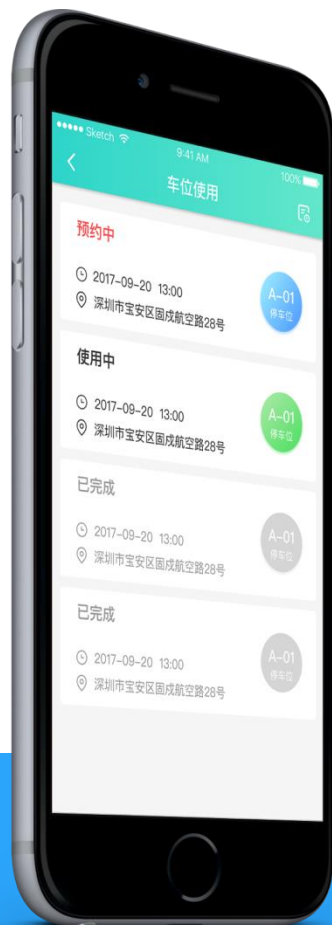 Sketch
9:41 AM
100%
车位使用
预约中
2017-09-20 13:00
深圳市宝安区固戍航空路28号
A-01
停车位
使用中
2017-09-20 13:00
深圳市宝安区固戍航空路28号
A-01
停车位
已完成
2017-09-20 13:00
深圳市宝安区固戍航空路28号
A-01
停车位
已完成
2017-09-20 13:00
深圳市宝安区固戍航空路28号
A-01
停车位